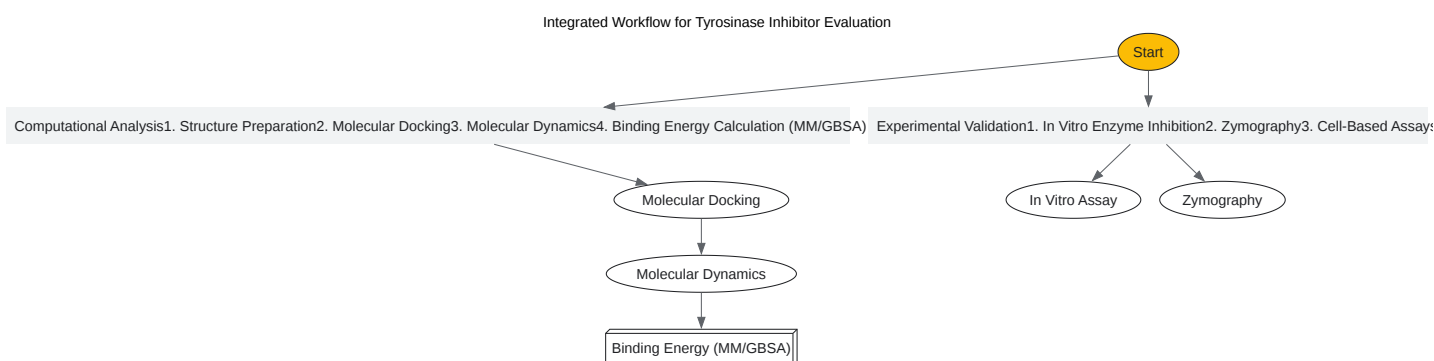 Integrated Workflow for Tyrosinase Inhibitor Evaluation
Start
Computational Analysis1. Structure Preparation2. Molecular Docking3. Molecular Dynamics4. Binding Energy Calculation (MM/GBSA)
Experimental Validation1. In Vitro Enzyme Inhibition2. Zymography3. Cell-Based Assays
Molecular Docking
In Vitro Assay
Zymography
Molecular Dynamics
Binding Energy (MM/GBSA)